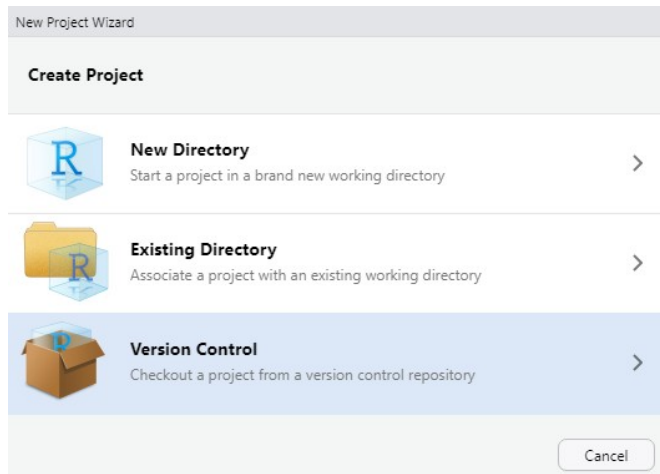 New Project Wizard
Create Project
R
New Directory
Start a project in a brand new working directory
R
Existing Directory
Associate a project with an existing working directory
R
Version Control
Checkout a project from a version control repository
Cancel